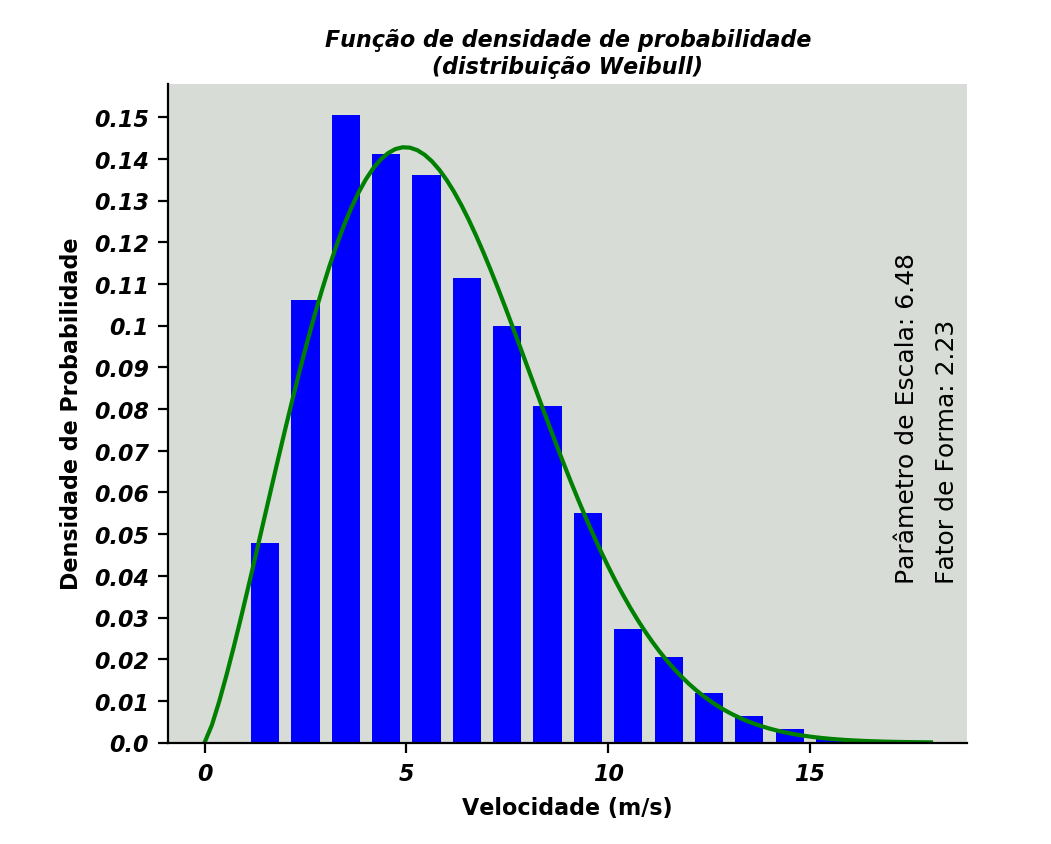 Função de densidade de probabilidade
(distribuição Weibull)
Densidade de Probabilidade
0.15
0.14
0.13
0.12
0.11
0.1
0.09
0.08
0.07
0.06
0.05
0.04
0.03
0.02
0.01
0.0
0 5 10 15
Velocidade (m/s)
Parâmetro de Escala: 6.48
Fator de Forma: 2.23